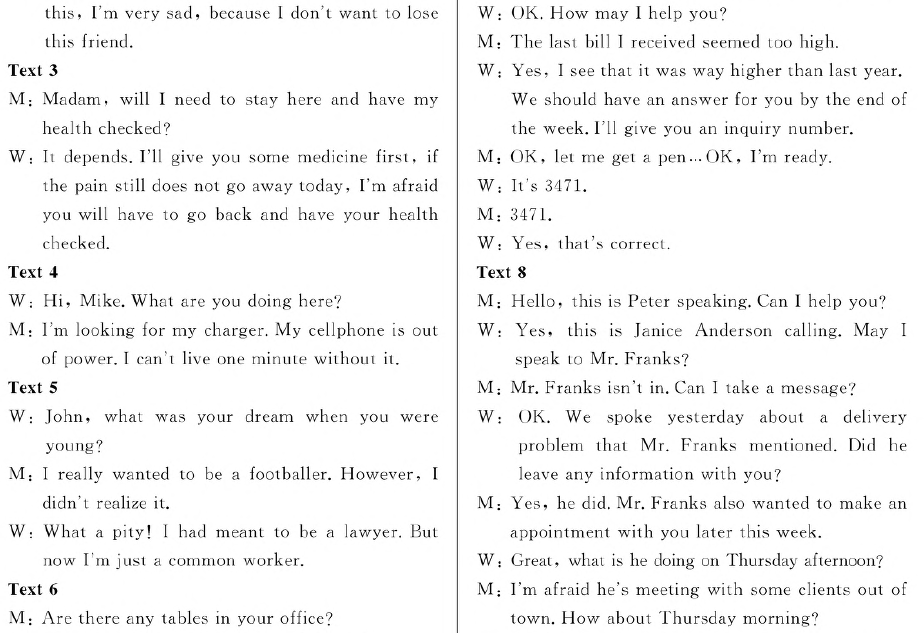 this, I'm very sad, because I don't want to lose
this friend.
Text 3
M: Madam, will I need to stay here and have my
health checked?
W: It depends. I'll give you some medicine first, if
the pain still does not go away today, I'm afraid
you will have to go back and have your health
checked.
Text 4
W: Hi, Mike. What are you doing here?
M: I'm looking for my charger. My cellphone is out
of power. I can't live one minute without it.
Text 5
W: John, what was your dream when you were
young?
M: I really wanted to be a footballer. However, I
didn't realize it.
W: What a pity! I had meant to be a lawyer. But
now I'm just a common worker.
Text 6
M: Are there any tables in your office?
W: OK. How may I help you?
M: The last bill I received seemed too high.
W: Yes, I see that it was way higher than last year.
We should have an answer for you by the end of
the week. I'll give you an inquiry number.
M: OK, let me get a pen…OK, I'm ready.
W: It's 3471.
M: 3471.
W: Yes, that's correct.
Text 8
M: Hello, this is Peter speaking. Can I help you?
W: Yes, this is Janice Anderson calling. May I
speak to Mr. Franks?
M: Mr. Franks isn't in. Can I take a message?
W: OK. We spoke yesterday about a delivery
problem that Mr. Franks mentioned. Did he
leave any information with you?
M: Yes, he did. Mr. Franks also wanted to make an
appointment with you later this week.
W: Great, what is he doing on Thursday afternoon?
M: I'm afraid he's meeting with some clients out of
town. How about Thursday morning?